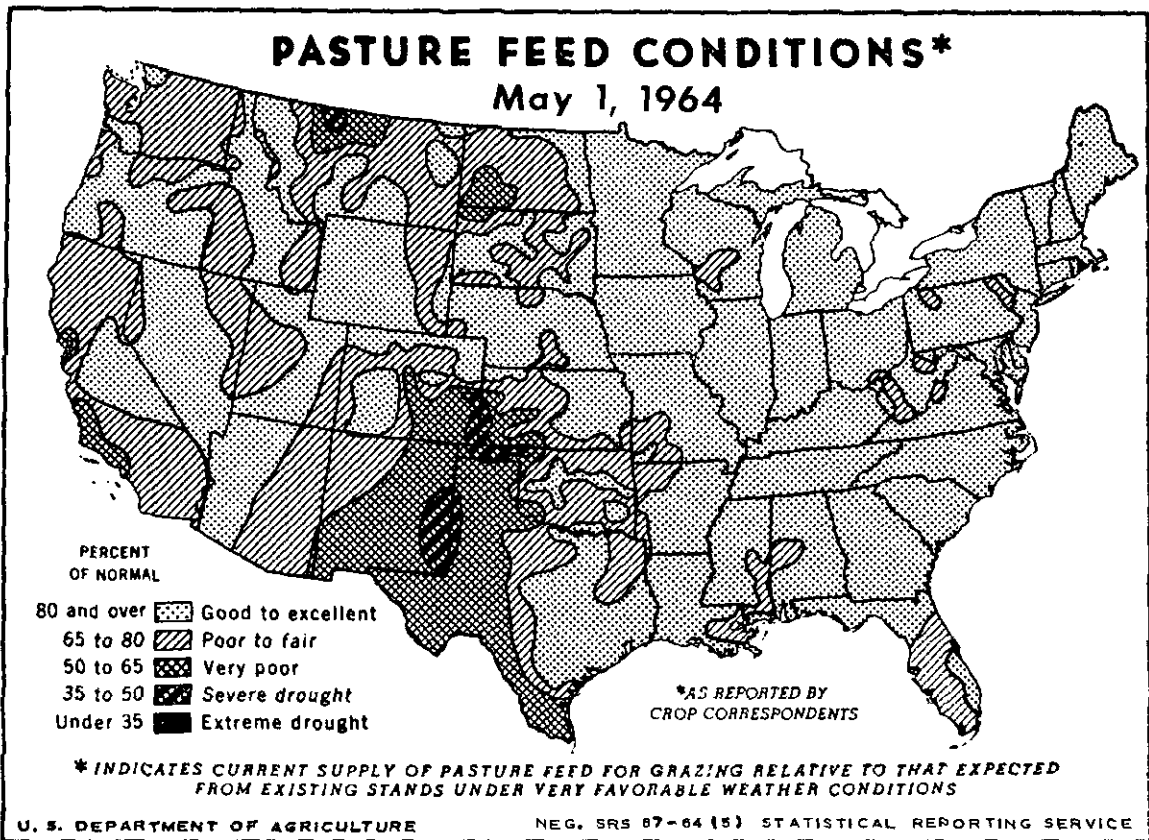 PASTURE FEED CONDITIONS*
May 1, 1964
PERCENT
OF NORMAL
80 and over Good to excellent
65 to 80 Poor to fair
50 to 65 Very poor
35 to 50 Severe drought
Under 35 Extreme drought
*AS REPORTED BY
CROP CORRESPONDENTS
* INDICATES CURRENT SUPPLY OF PASTURE FEED FOR GRAZING RELATIVE TO THAT EXPECTED
FROM EXISTING STANDS UNDER VERY FAVORABLE WEATHER CONDITIONS
U. S. DEPARTMENT OF AGRICULTURE NEG. SRS 87-64 (5) STATISTICAL REPORTING SERVICE